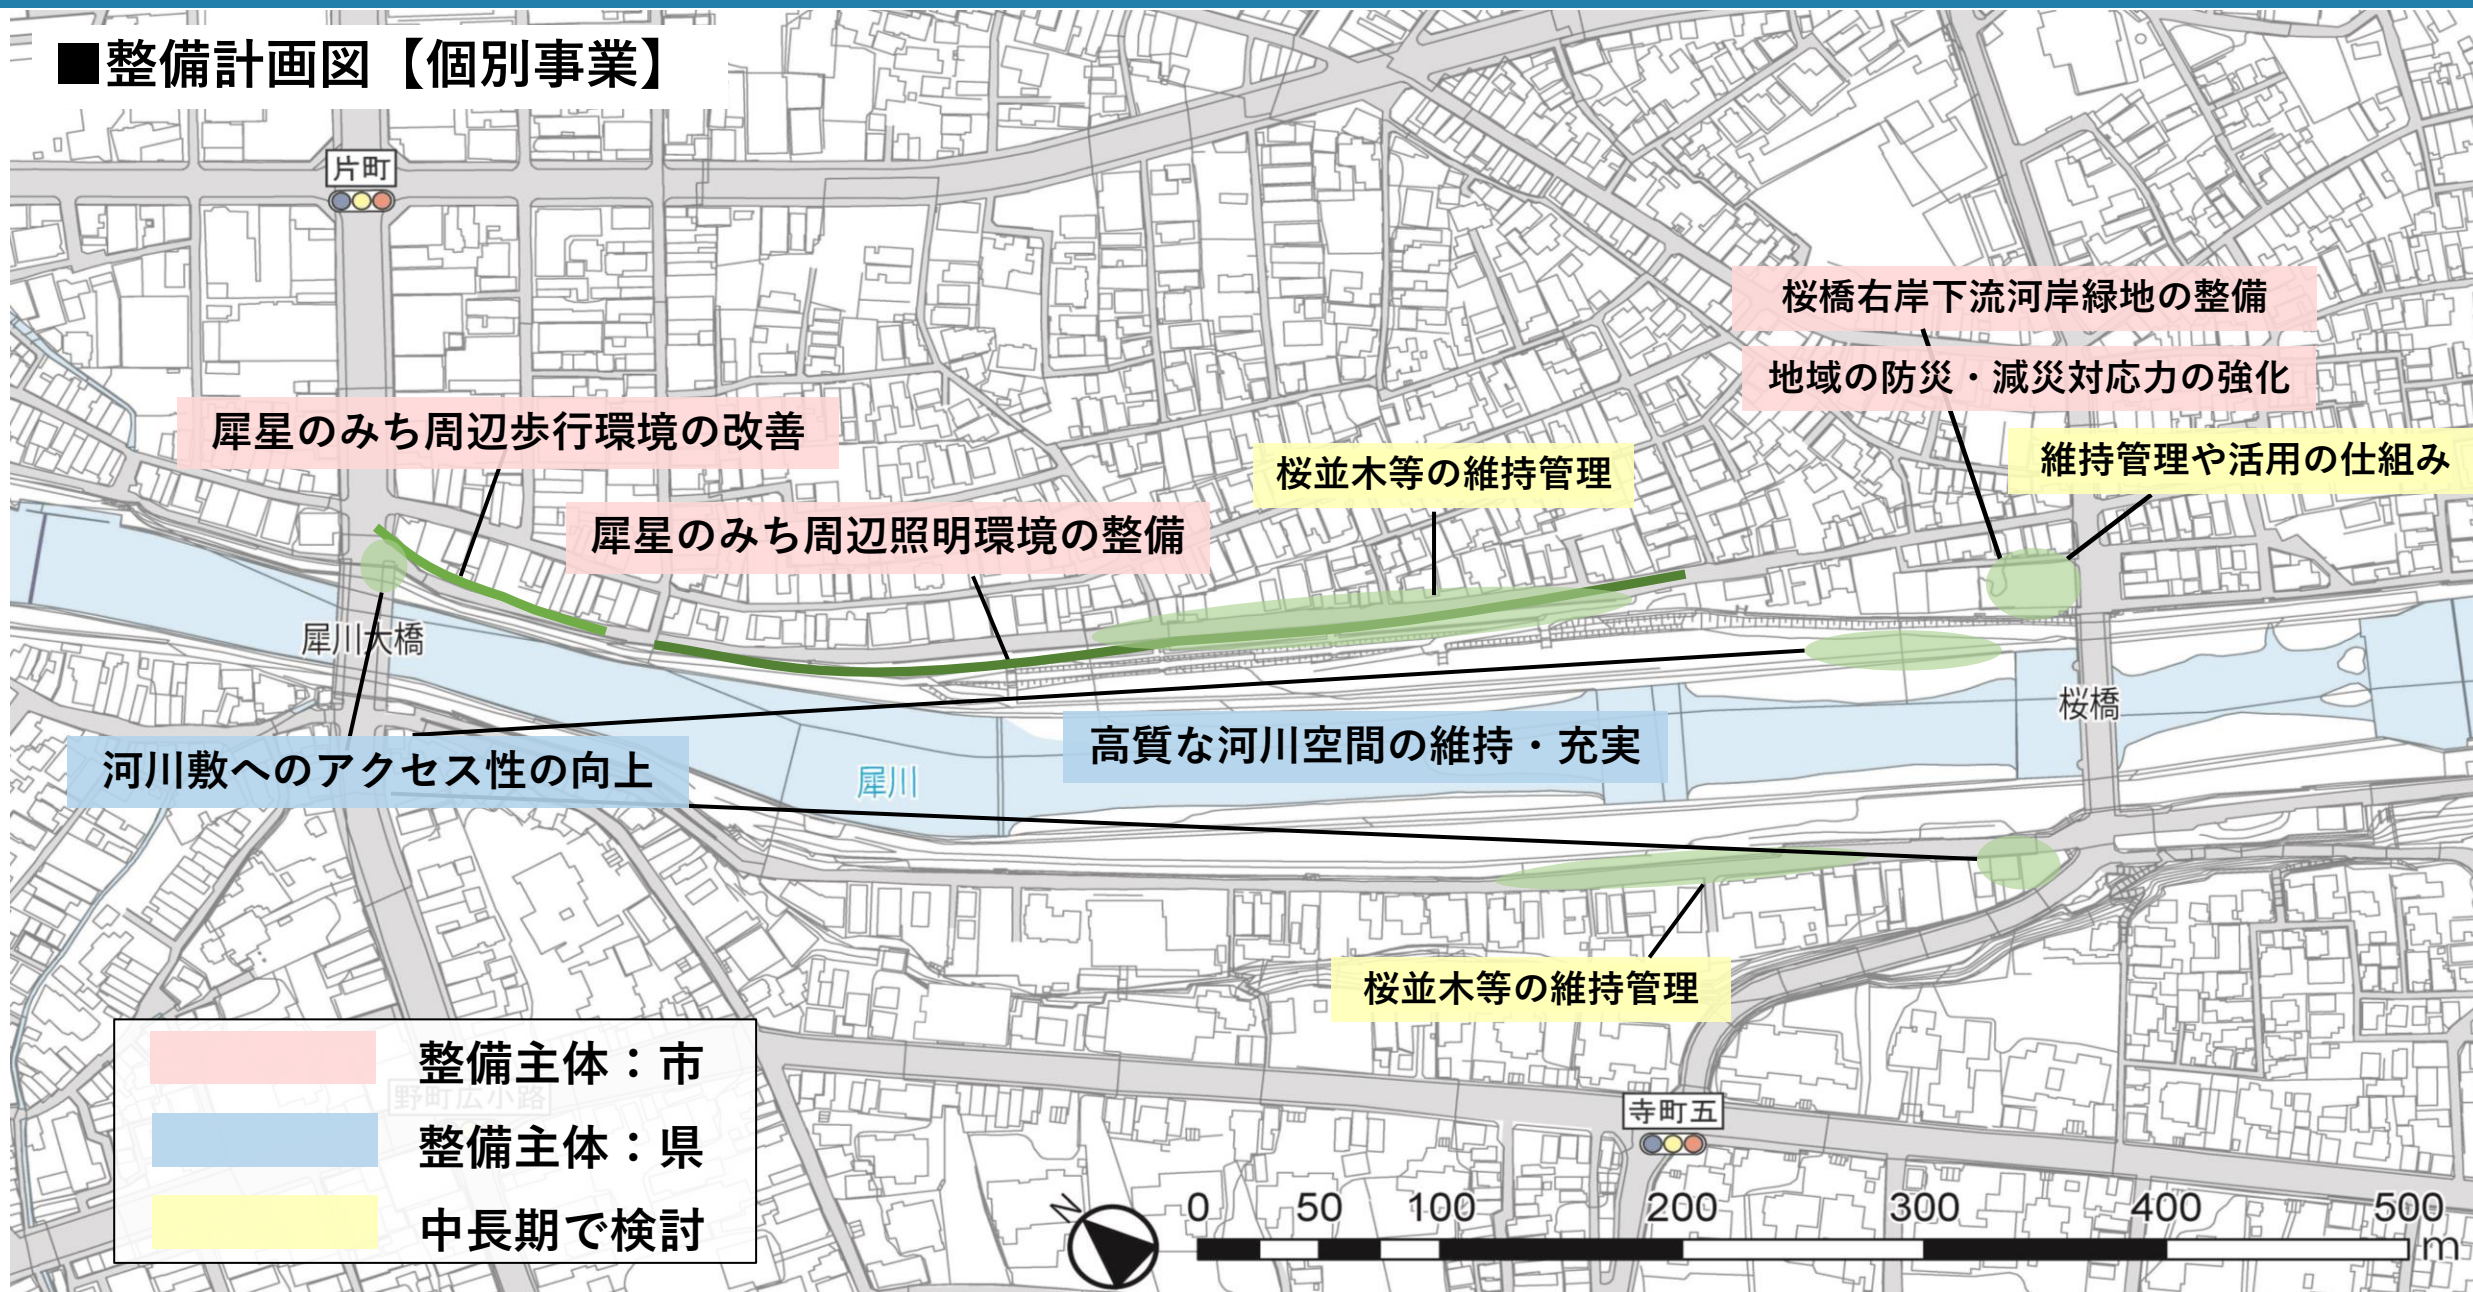 ■整備計画図【個別事業】
片町
桜橋右岸下流河岸緑地の整備
地域の防災・減災対応力の強化
犀星のみち周辺歩行環境の改善
桜並木等の維持管理
維持管理や活用の仕組み
犀星のみち周辺照明環境の整備
犀川大橋
桜橋
高質な河川空間の維持・充実
河川敷へのアクセス性の向上
犀川
桜並木等の維持管理
整備主体：市
野町広小路
整備主体：県
中長期で検討
寺町五
N
0 50 100 200 300 400 500
m